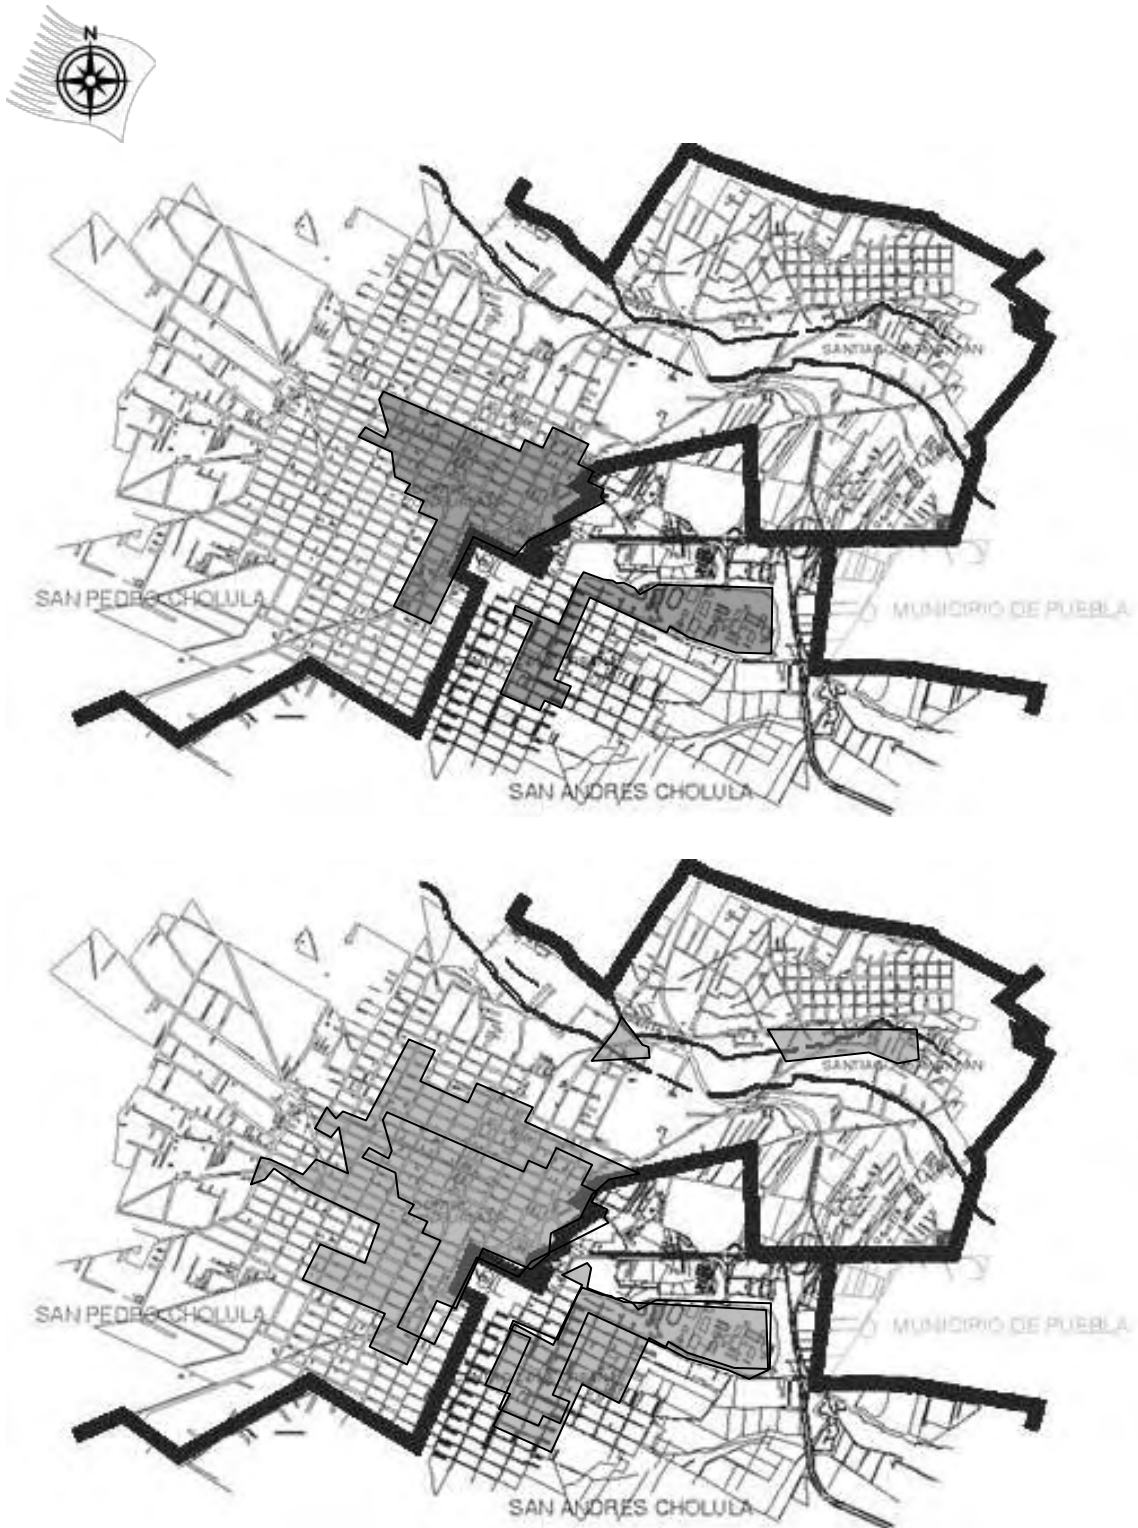 N
SAN PEDRO CHOLULA
MUNICIPIO DE PUEBLA
SAN ANDRES CHOLULA
SAN PEDRO CHOLULA
MUNICIPIO DE PUEBLA
SAN ANDRES CHOLULA